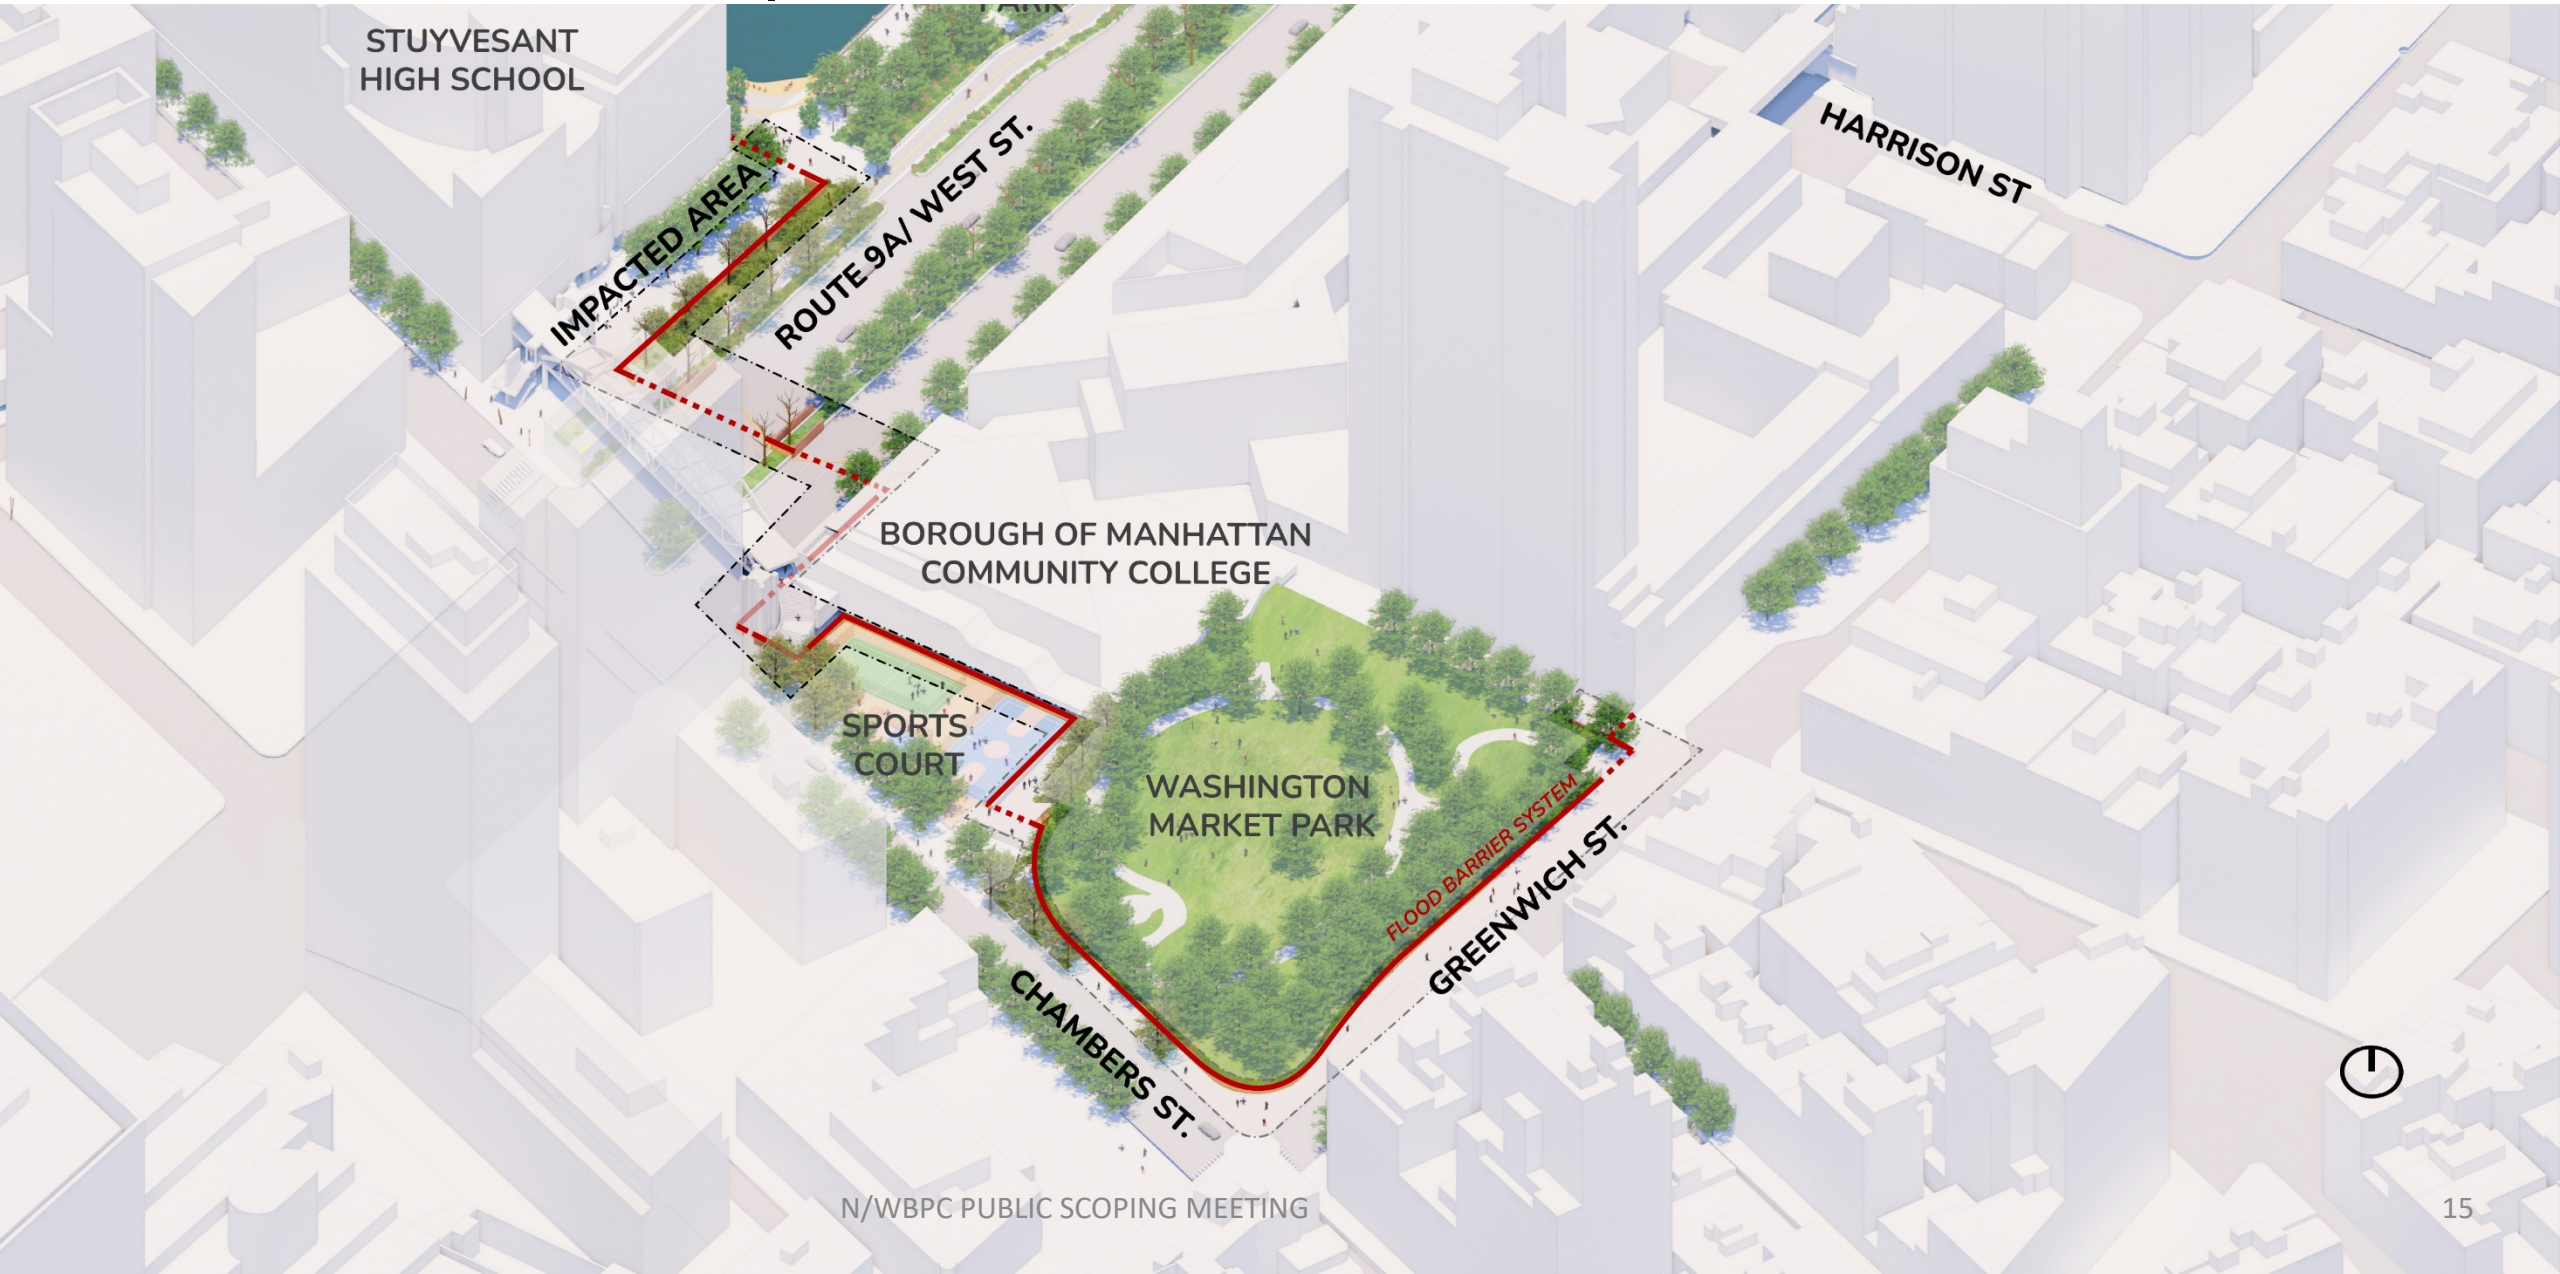 PARK
STUYVESANT
HIGH SCHOOL
HARRISON ST
IMPACTED AREA
ROUTE 9A/ WEST ST.
BOROUGH OF MANHATTAN
COMMUNITY COLLEGE
SPORTS
COURT
WASHINGTON
MARKET PARK
FLOOD BARRIER SYSTEM
GREENWICH ST.
CHAMBERS ST.
N/WBPC PUBLIC SCOPING MEETING
15